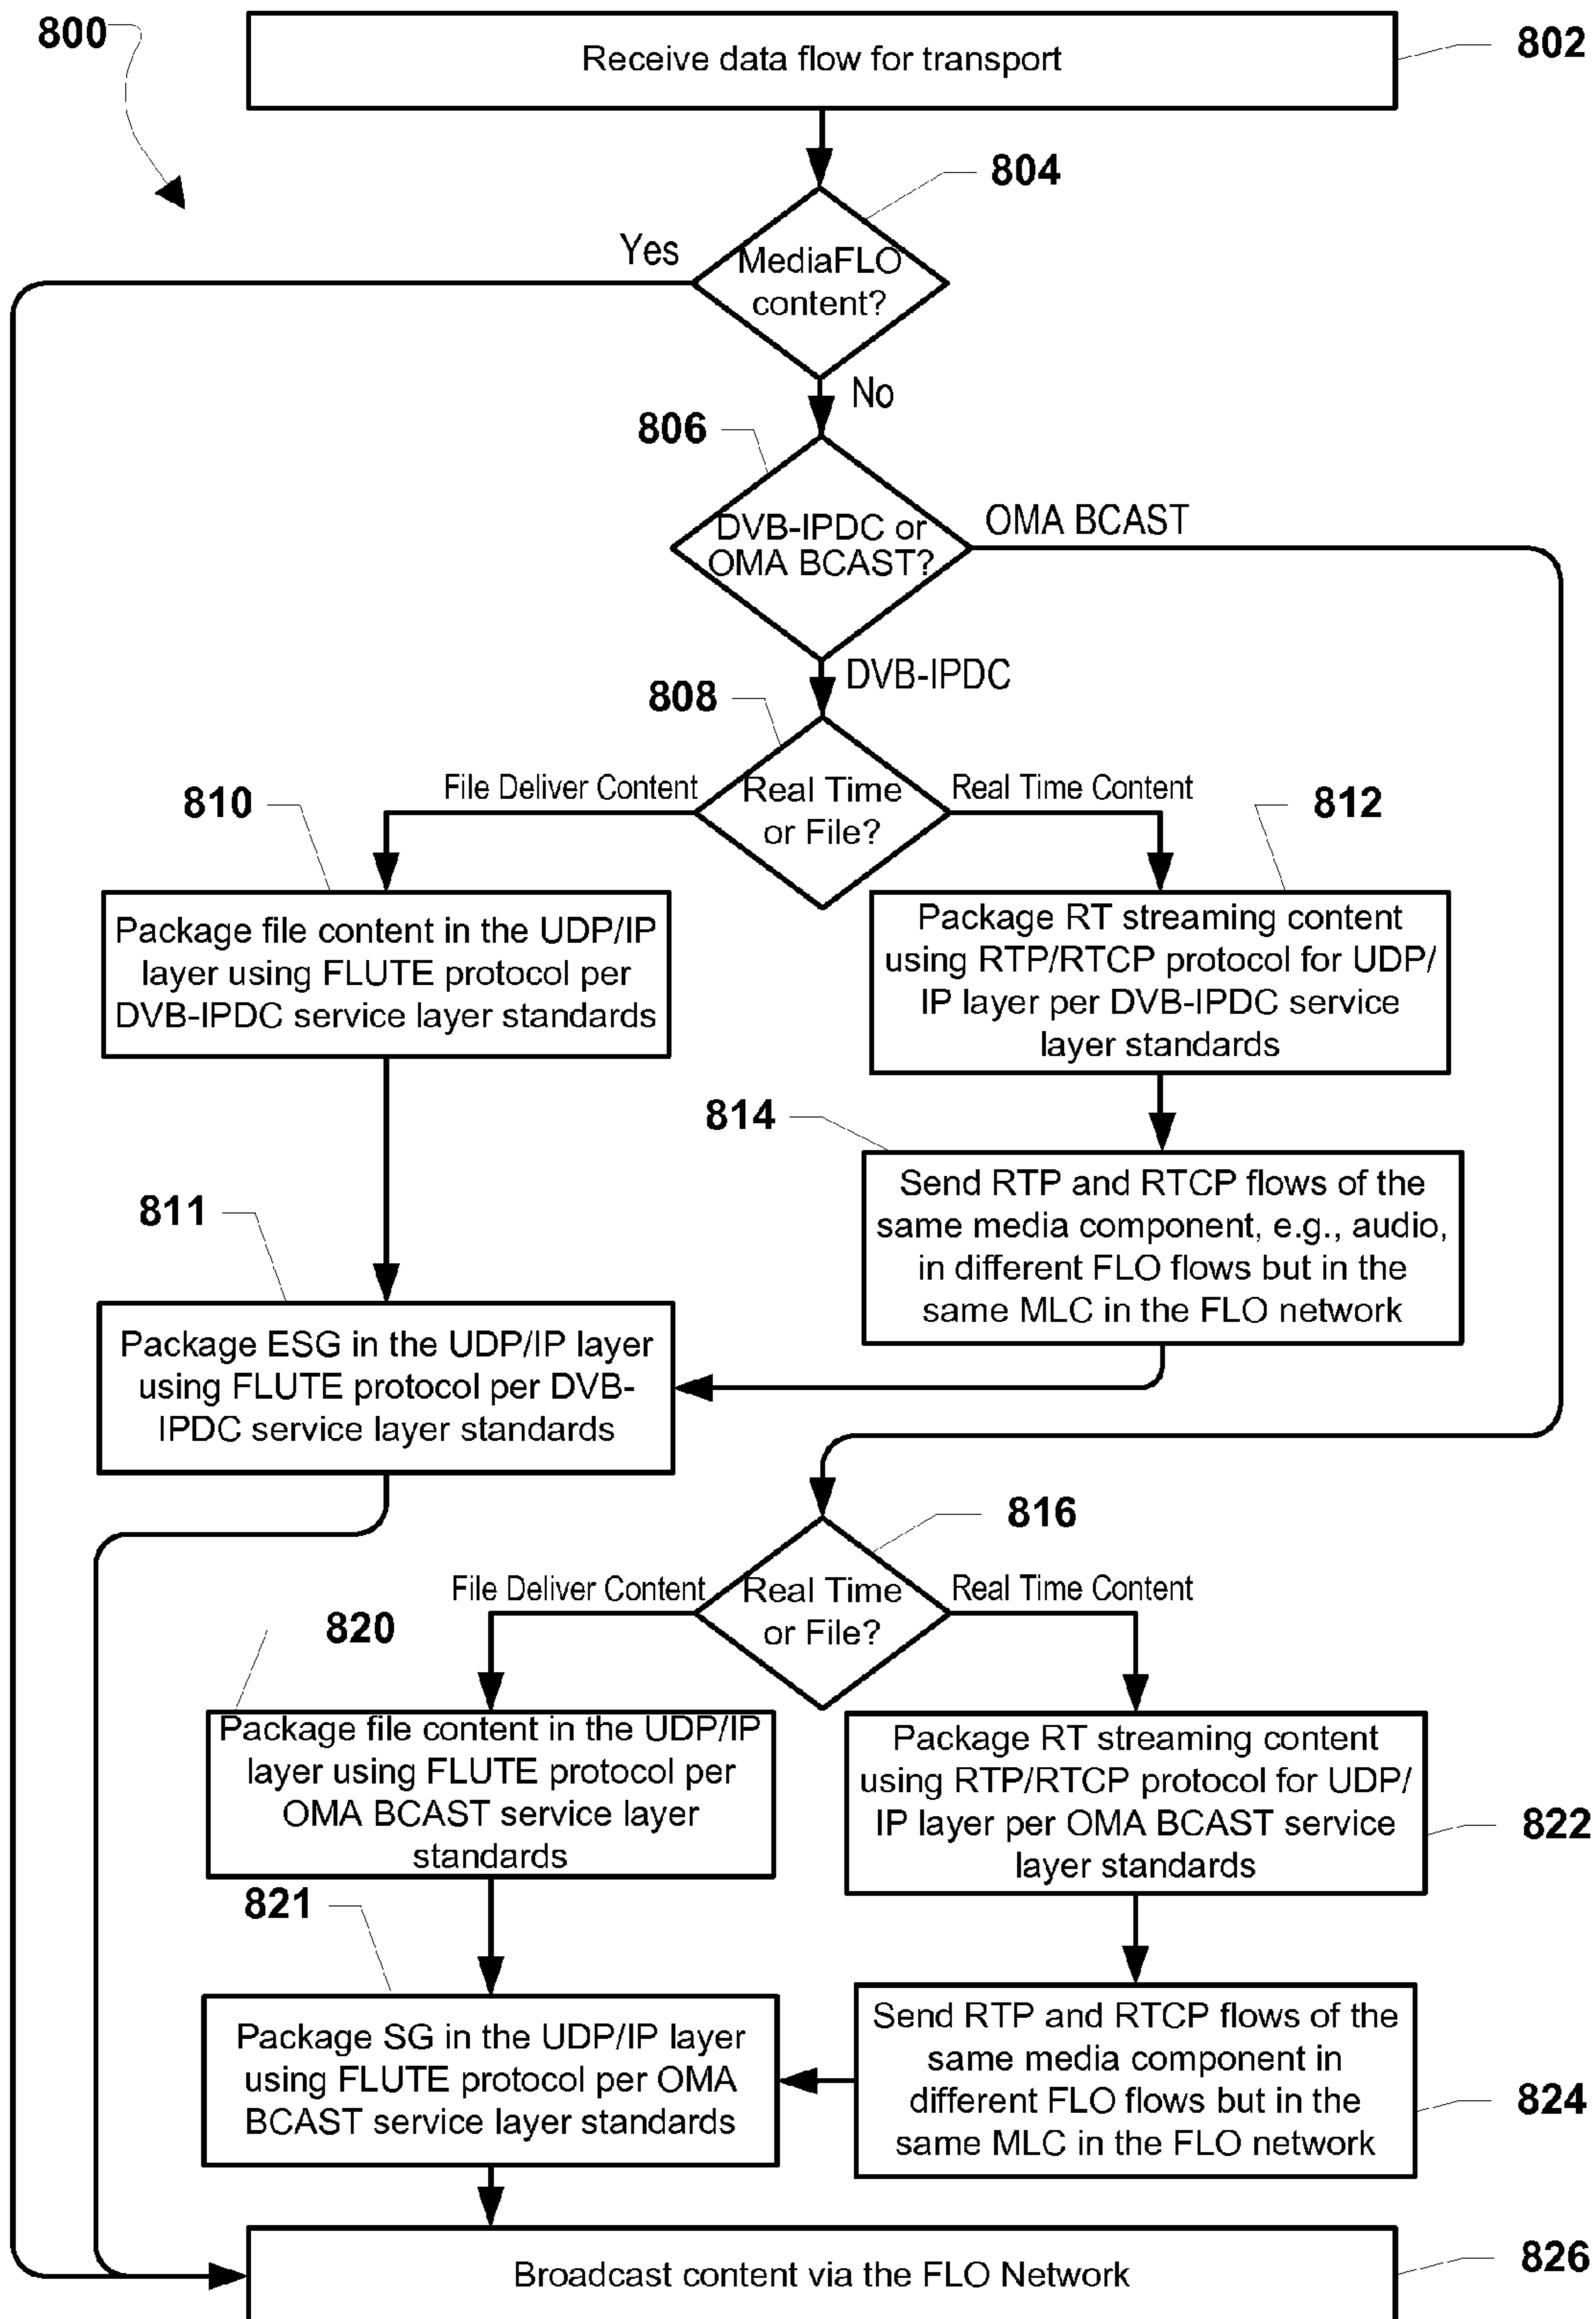 800
Receive data flow for transport
802
804
Yes
MediaFLO
content?
No
806
DVB-IPDC or
OMA BCAST?
OMA BCAST
DVB-IPDC
808
File Deliver Content
Real Time
or File?
Real Time Content
810
812
Package file content in the UDP/IP
layer using FLUTE protocol per
DVB-IPDC service layer standards
Package RT streaming content
using RTP/RTCP protocol for UDP/
IP layer per DVB-IPDC service
layer standards
814
Send RTP and RTCP flows of the
same media component, e.g., audio,
in different FLO flows but in the
same MLC in the FLO network
811
Package ESG in the UDP/IP layer
using FLUTE protocol per DVB-
IPDC service layer standards
816
File Deliver Content
Real Time
or File?
Real Time Content
820
Package file content in the UDP/IP
layer using FLUTE protocol per
OMA BCAST service layer
standards
Package RT streaming content
using RTP/RTCP protocol for UDP/
IP layer per OMA BCAST service
layer standards
822
821
Package SG in the UDP/IP layer
using FLUTE protocol per OMA
BCAST service layer standards
Send RTP and RTCP flows of the
same media component in
different FLO flows but in the
same MLC in the FLO network
824
Broadcast content via the FLO Network
826